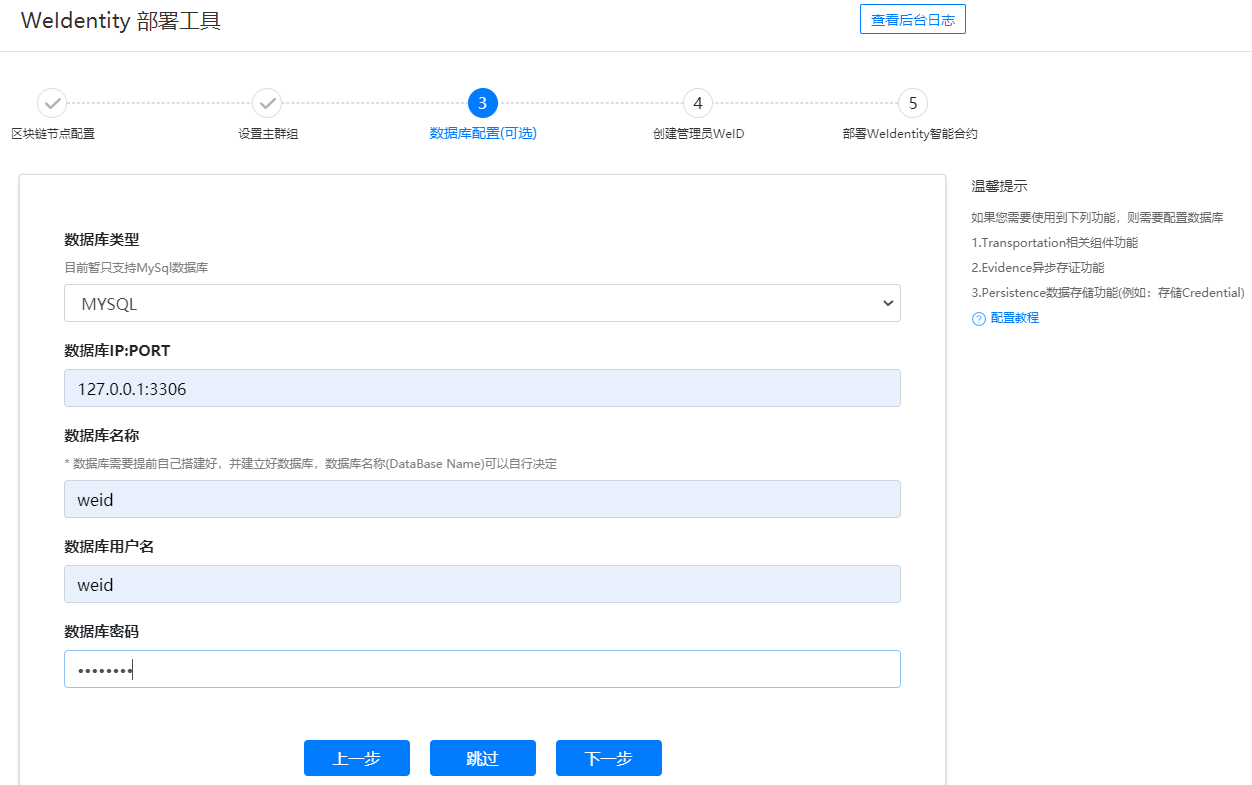 WeIdentity 部署工具
查看后台日志
3
4
5
区块链节点配置
设置主群组
数据库配置(可选)
创建管理员WeID
部署WeIdentity智能合约
数据库类型
目前暂只支持MySql数据库
MYSQL
数据库IP:PORT
127.0.0.1:3306
数据库名称
* 数据库需要提前自己搭建好，并建立好数据库，数据库名称(DataBase Name)可以自行决定
weid
数据库用户名
weid
数据库密码
••••••••
上一步
跳过
下一步
温馨提示
如果您需要使用到下列功能，则需要配置数据库
1.Transportation相关组件功能
2.Evidence异步存证功能
3.Persistence数据存储功能(例如：存储Credential)
? 配置教程